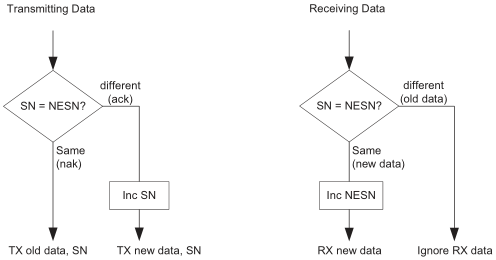 Transmitting Data
SN = NESN?
different
(ack)
Same
(nak)
Inc SN
TX old data, SN
TX new data, SN
Receiving Data
SN = NESN?
different
(old data)
Same
(new data)
Inc NESN
RX new data
Ignore RX data